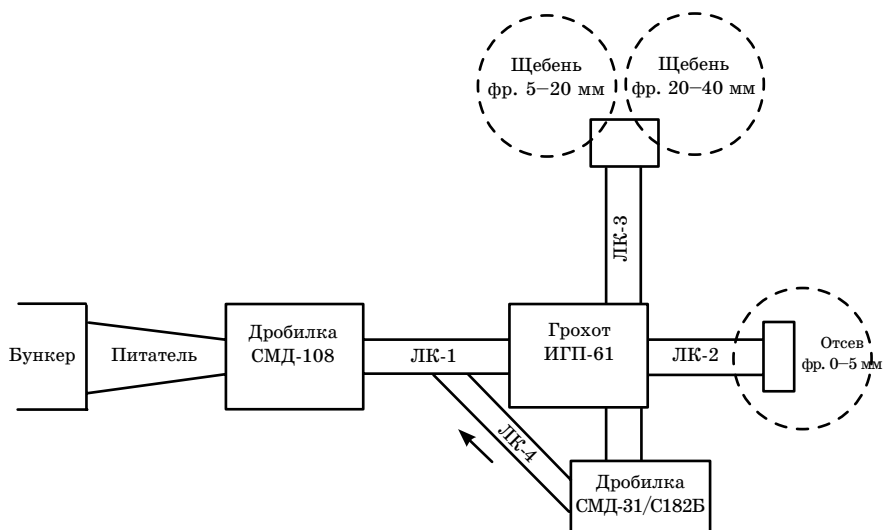 Щебень
фр. 5–20 мм
Щебень
фр. 20–40 мм
ЛК-3
Бункер
Питатель
Дробилка
СМД-108
ЛК-1
Грохот
ИГП-61
ЛК-2
Отсев
фр. 0–5 мм
ЛК-4
Дробилка
СМД-31/С182Б